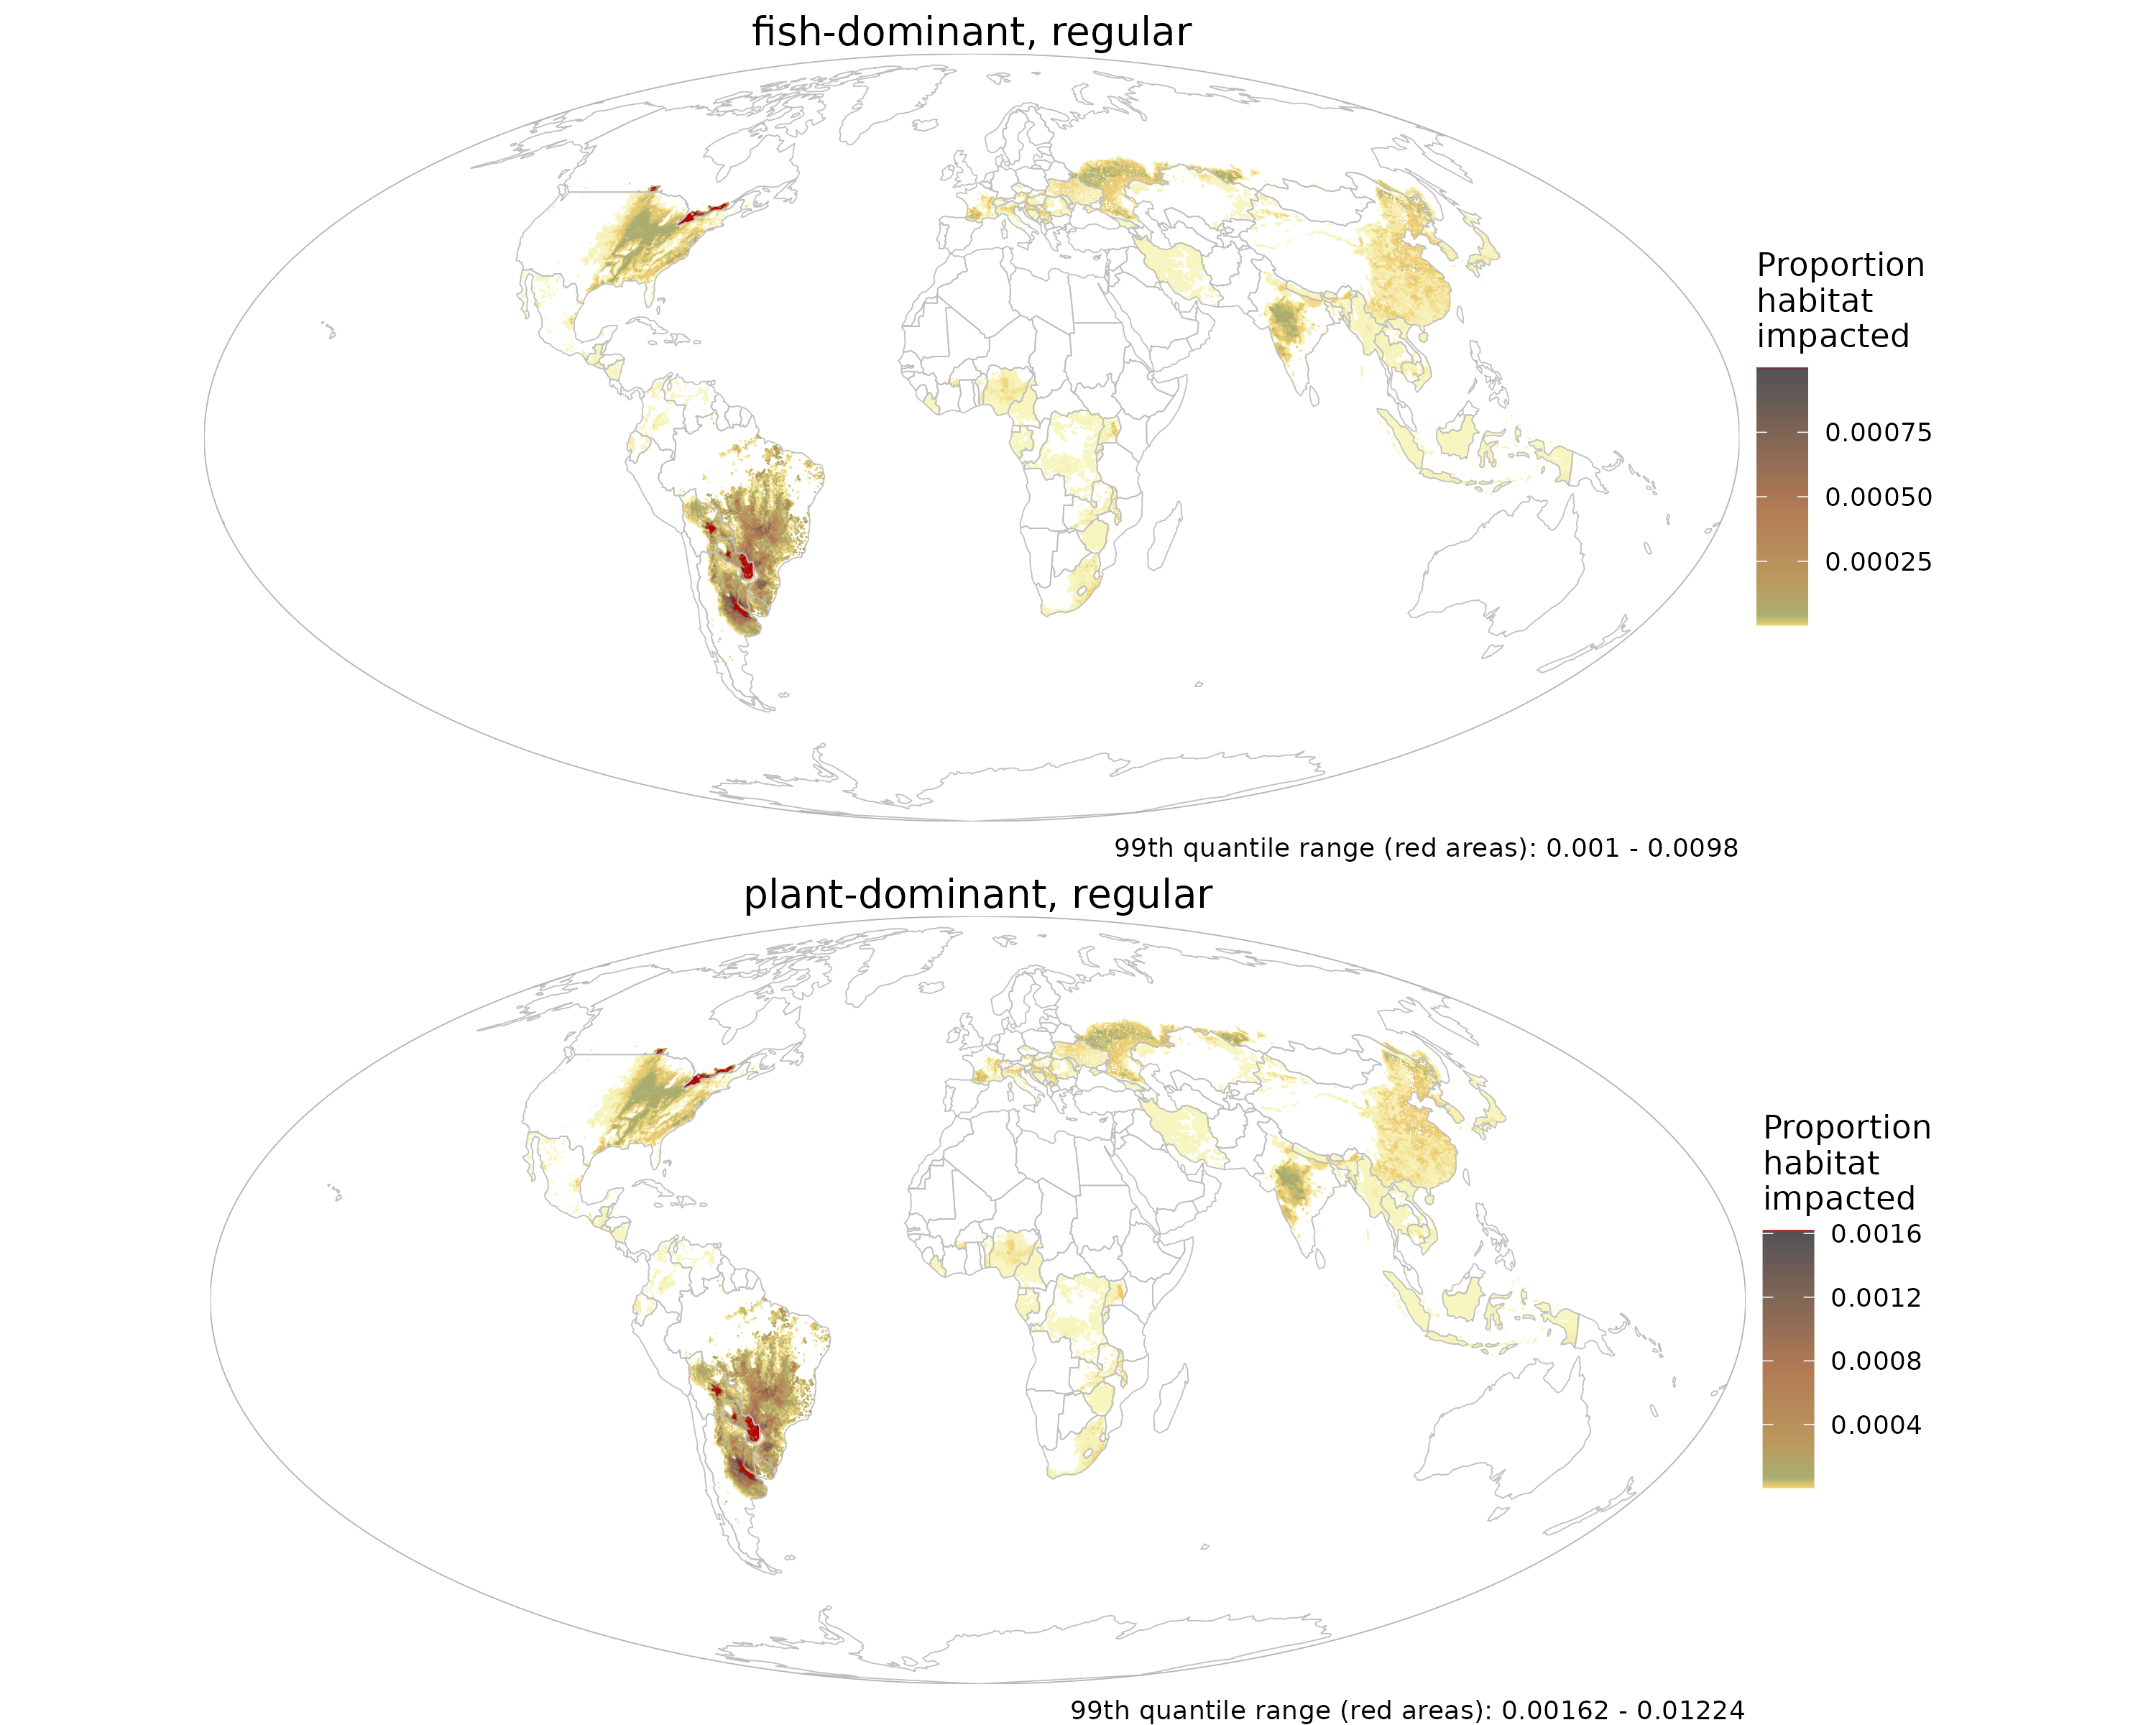 fish-dominant, regular
Proportion
habitat
impacted
0.00075
0.00050
0.00025
99th quantile range (red areas): 0.001 - 0.0098
plant-dominant, regular
Proportion
habitat
impacted
0.0016
0.0012
0.0008
0.0004
99th quantile range (red areas): 0.00162 - 0.01224